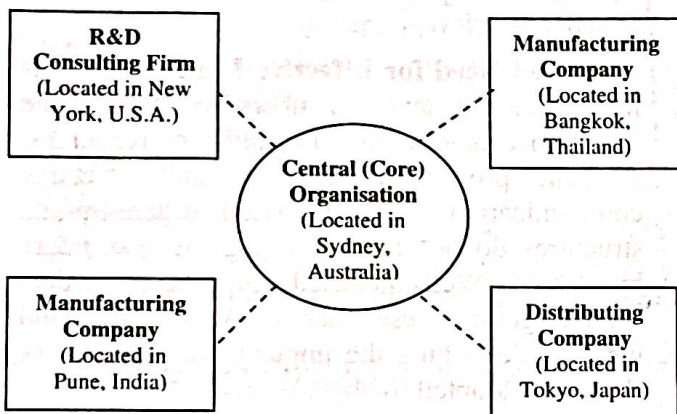 R&D
Consulting Firm
(Located in New
York, U.S.A.)
Manufacturing
Company
(Located in
Bangkok,
Thailand)
Central (Core)
Organisation
(Located in
Sydney,
Australia)
Manufacturing
Company
(Located in
Pune, India)
Distributing
Company
(Located in
Tokyo, Japan)